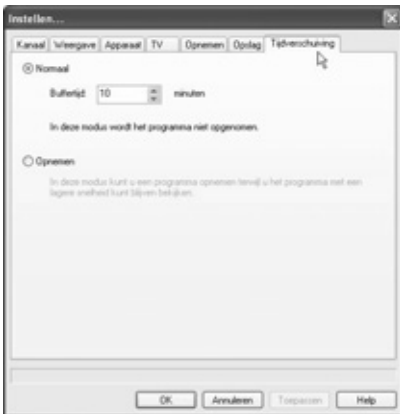 Instellen...
Kanaal Weergave Apparaat TV Opnemen Opslag Tijdverschuiving
Normaal
Buffertijd 10 minuten
In deze modus wordt het programma niet opgenomen.
Opnemen
In deze modus kunt u een programma opnemen terwijl u het programma met een
lagere snelheid kunt blijven bekijken.
OK Annuleren Toepassen Help